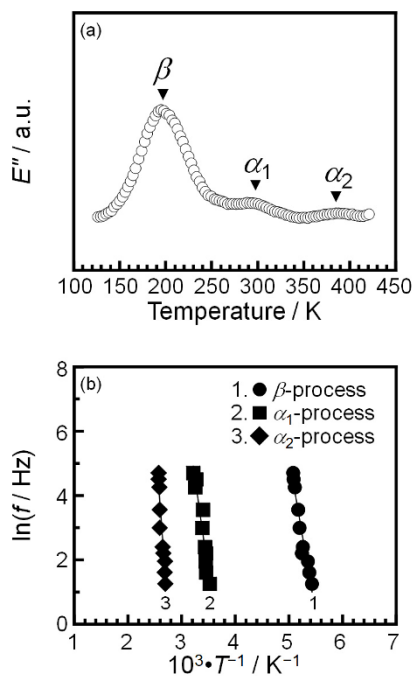 (a)
β
α1
α2
E″ / a.u.
100 150 200 250 300 350 400 450
Temperature / K
(b)
8
6
4
2
0
1. ● β-process
2. ■ α1-process
3. ◆ α2-process
ln(f / Hz)
3 2 1
1 2 3 4 5 6 7
10³•T⁻¹ / K⁻¹